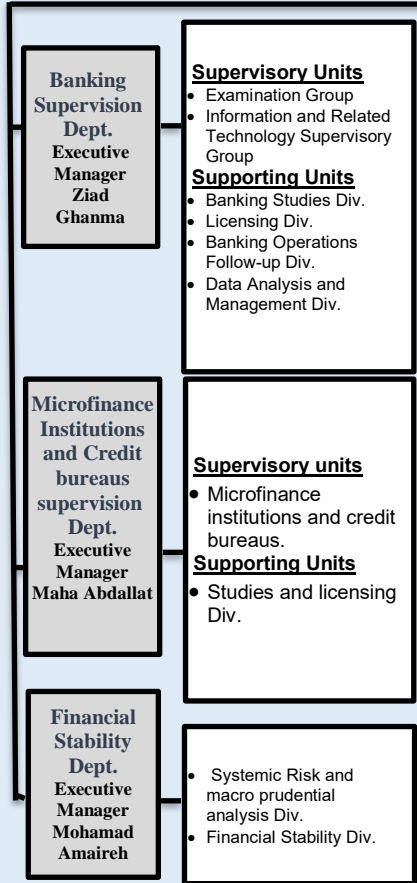 Banking
Supervision
Dept.
Executive
Manager
Ziad
Ghanma
Supervisory Units
• Examination Group
• Information and Related
Technology Supervisory
Group
Supporting Units
• Banking Studies Div.
• Licensing Div.
• Banking Operations
Follow-up Div.
• Data Analysis and
Management Div.
Microfinance
Institutions
and Credit
bureaus
supervision
Dept.
Executive
Manager
Maha Abdallat
Supervisory units
• Microfinance
institutions and credit
bureaus.
Supporting Units
• Studies and licensing
Div.
Financial
Stability
Dept.
Executive
Manager
Mohamad
Amaireh
• Systemic Risk and
macro prudential
analysis Div.
• Financial Stability Div.